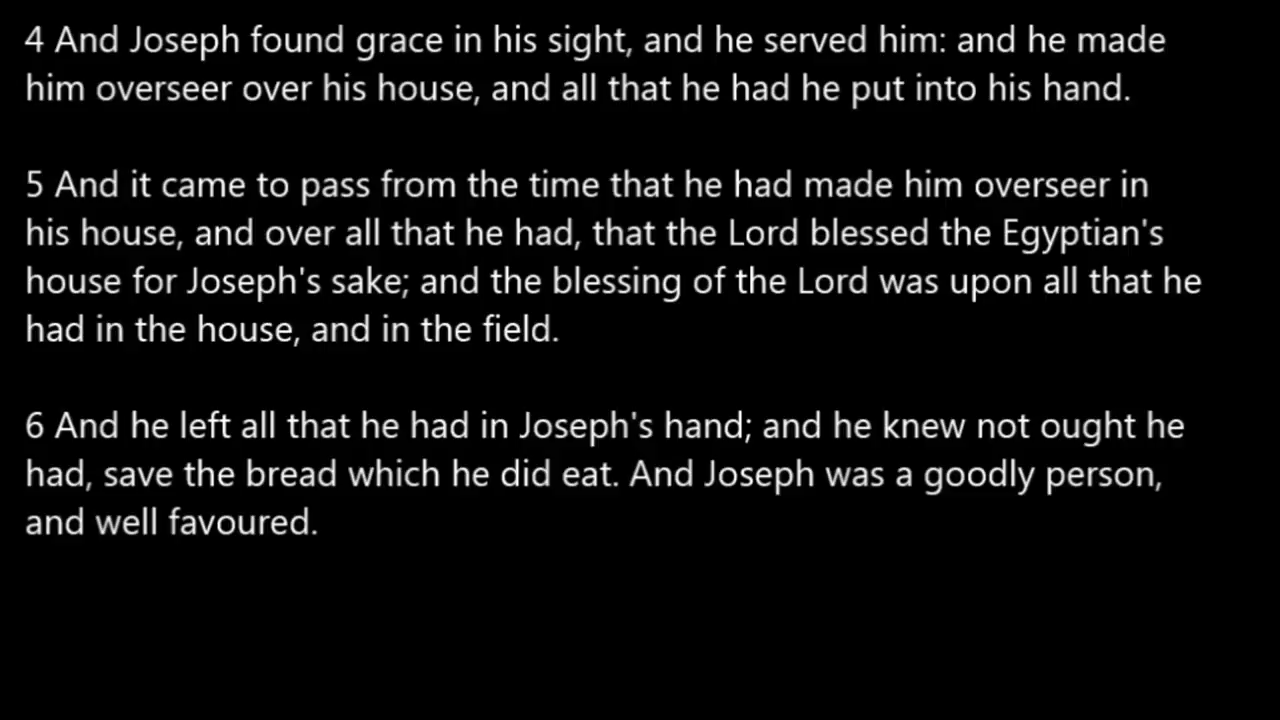 4 And Joseph found grace in his sight, and he served him: and he made
him overseer over his house, and all that he had he put into his hand.
5 And it came to pass from the time that he had made him overseer in
his house, and over all that he had, that the Lord blessed the Egyptian's
house for Joseph's sake; and the blessing of the Lord was upon all that he
had in the house, and in the field.
6 And he left all that he had in Joseph's hand; and he knew not ought he
had, save the bread which he did eat. And Joseph was a goodly person,
and well favoured.